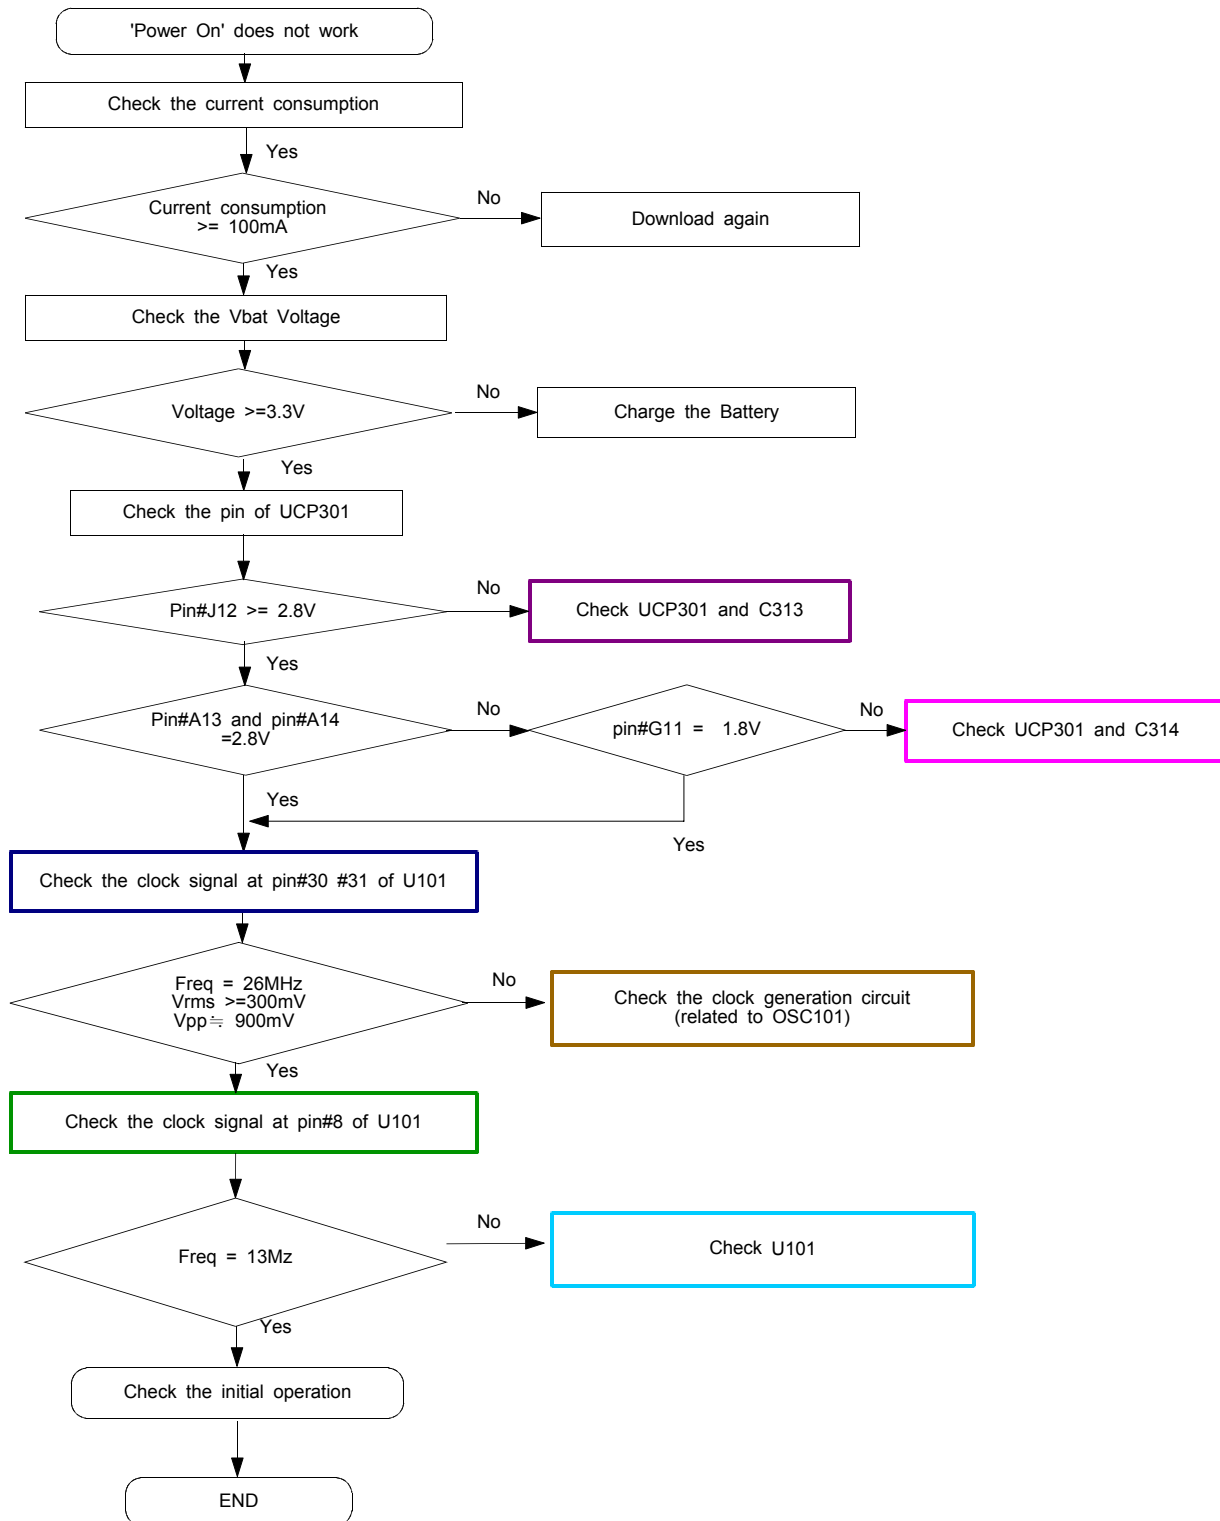 'Power On' does not work
Check the current consumption
Yes
Current consumption
>= 100mA
No
Download again
Yes
Check the Vbat Voltage
Voltage >=3.3V
No
Charge the Battery
Yes
Check the pin of UCP301
Pin#J12 >= 2.8V
No
Check UCP301 and C313
Yes
Pin#A13 and pin#A14
=2.8V
No
pin#G11 = 1.8V
No
Check UCP301 and C314
Yes
Yes
Check the clock signal at pin#30 #31 of U101
Freq = 26MHz
Vrms >=300mV
Vpp≒ 900mV
No
Check the clock generation circuit
(related to OSC101)
Yes
Check the clock signal at pin#8 of U101
Freq = 13Mz
No
Check U101
Yes
Check the initial operation
END